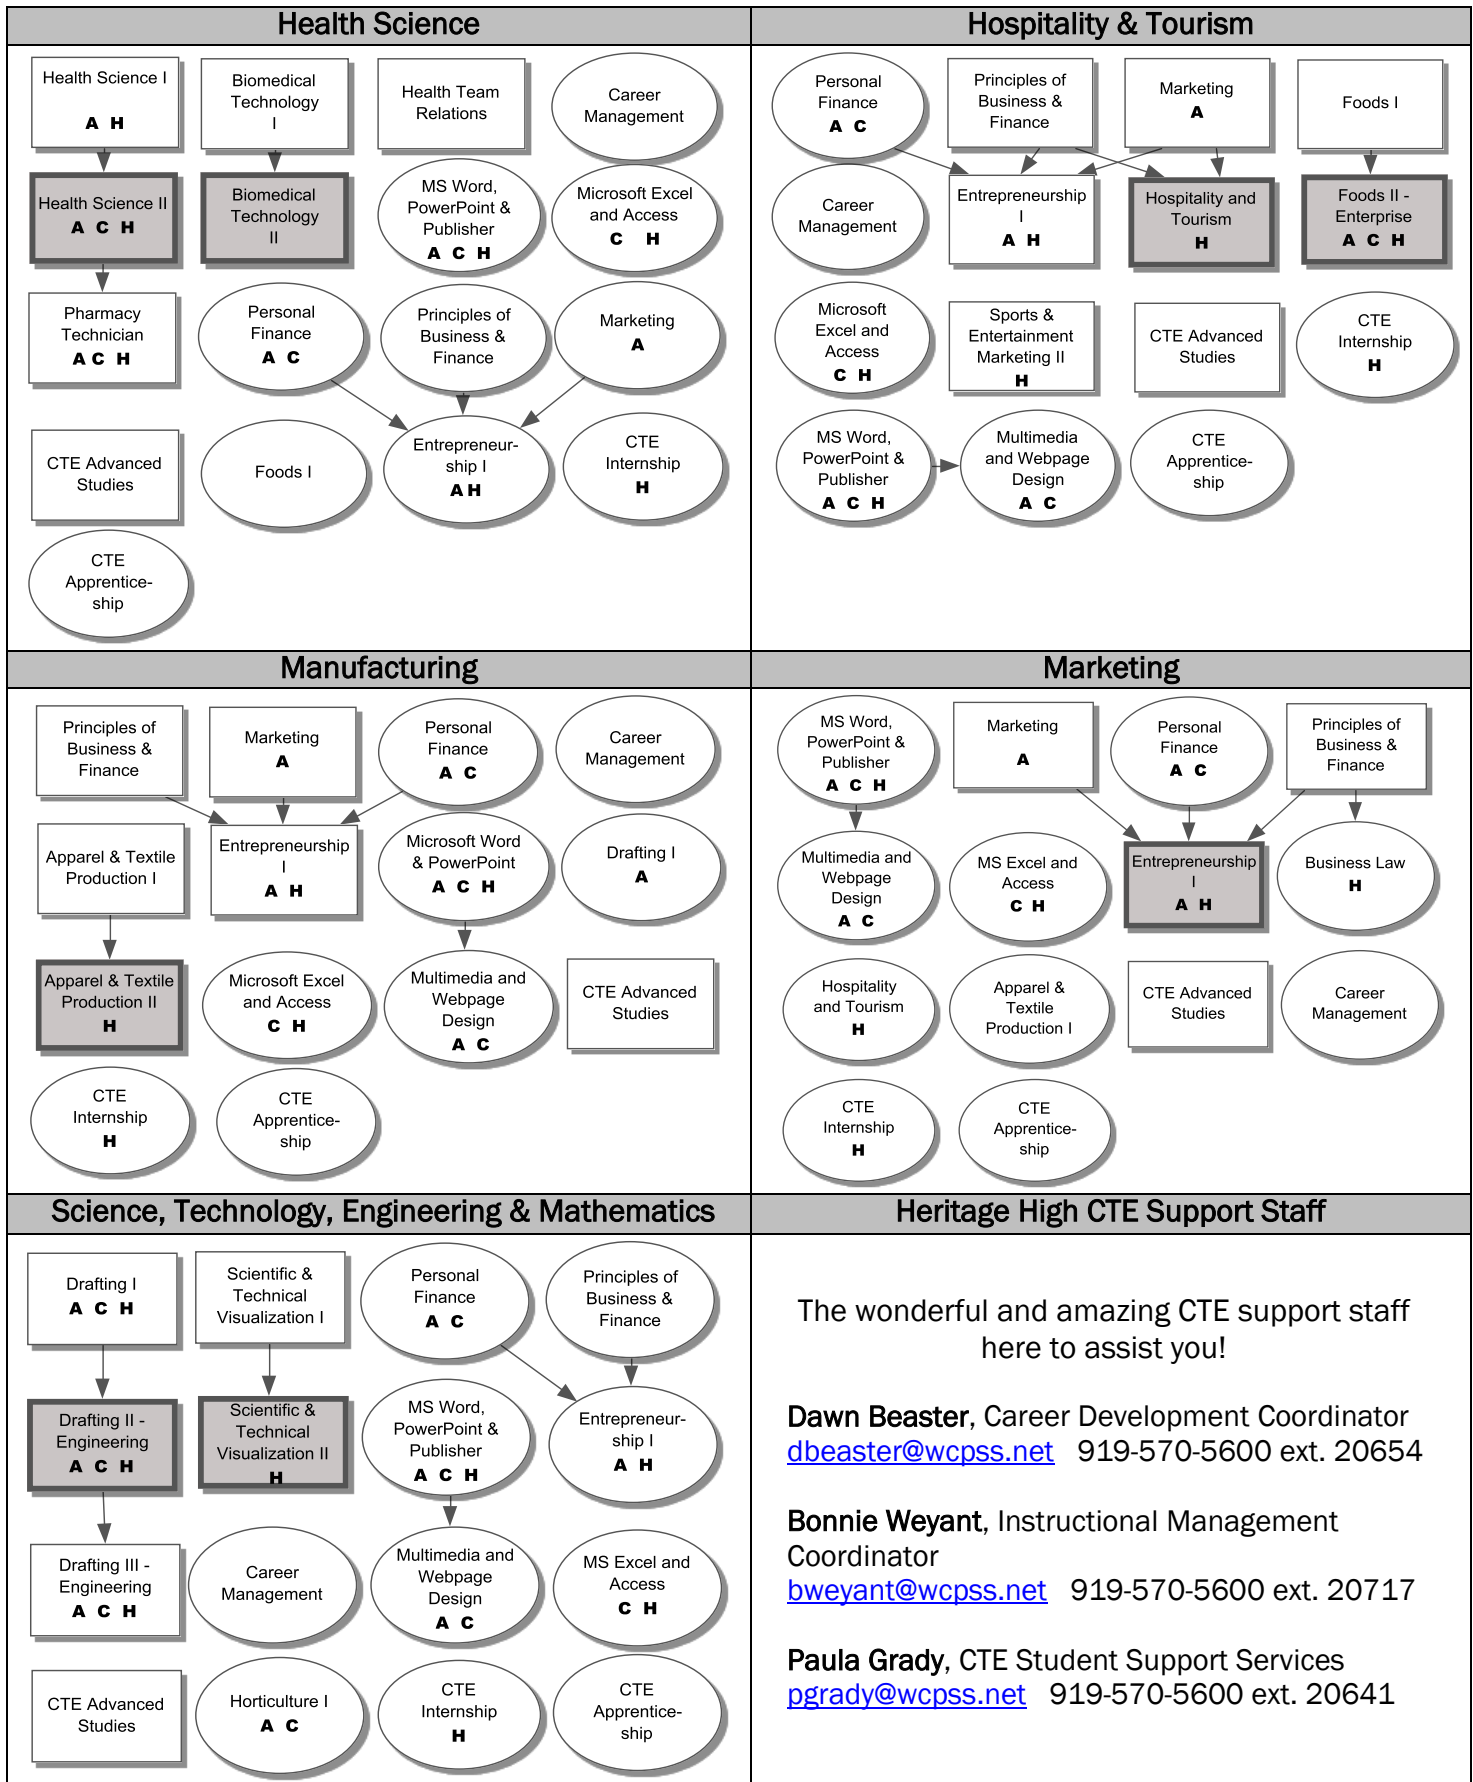 Health Science
Health Science I
A H
Biomedical
Technology
I
Health Team
Relations
Career
Management
Health Science II
A C H
Biomedical
Technology
II
MS Word,
PowerPoint &
Publisher
A C H
Microsoft Excel
and Access
C H
Pharmacy
Technician
A C H
Personal
Finance
A C
Principles of
Business &
Finance
Marketing
A
CTE Advanced
Studies
Foods I
Entrepreneur-
ship I
A H
CTE
Internship
H
CTE
Apprentice-
ship
Hospitality & Tourism
Personal
Finance
A C
Principles of
Business &
Finance
Marketing
A
Foods I
Career
Management
Entrepreneurship
I
A H
Hospitality and
Tourism
H
Foods II -
Enterprise
A C H
Microsoft
Excel and
Access
C H
Sports &
Entertainment
Marketing II
H
CTE Advanced
Studies
CTE
Internship
H
MS Word,
PowerPoint &
Publisher
A C H
Multimedia
and Webpage
Design
A C
CTE
Apprentice-
ship
Manufacturing
Principles of
Business &
Finance
Marketing
A
Personal
Finance
A C
Career
Management
Apparel & Textile
Production I
Entrepreneurship
I
A H
Microsoft Word
& PowerPoint
A C H
Drafting I
A
Apparel & Textile
Production II
H
Microsoft Excel
and Access
C H
Multimedia and
Webpage
Design
A C
CTE Advanced
Studies
CTE
Internship
H
CTE
Apprentice-
ship
Marketing
MS Word,
PowerPoint &
Publisher
A C H
Marketing
A
Personal
Finance
A C
Principles of
Business &
Finance
Multimedia and
Webpage
Design
A C
MS Excel and
Access
C H
Entrepreneurship
I
A H
Business Law
H
Hospitality
and Tourism
H
Apparel &
Textile
Production I
CTE Advanced
Studies
Career
Management
CTE
Internship
H
CTE
Apprentice-
ship
Science, Technology, Engineering & Mathematics
Drafting I
A C H
Scientific &
Technical
Visualization I
Personal
Finance
A C
Principles of
Business &
Finance
Drafting II -
Engineering
A C H
Scientific &
Technical
Visualization II
H
MS Word,
PowerPoint &
Publisher
A C H
Entrepreneur-
ship I
A H
Drafting III -
Engineering
A C H
Career
Management
Multimedia and
Webpage
Design
A C
MS Excel and
Access
C H
CTE Advanced
Studies
Horticulture I
A C
CTE
Internship
H
CTE
Apprentice-
ship
Heritage High CTE Support Staff
The wonderful and amazing CTE support staff
here to assist you!
Dawn Beaster, Career Development Coordinator
dbeaster@wcpss.net 919-570-5600 ext. 20654
Bonnie Weyant, Instructional Management
Coordinator
bweyant@wcpss.net 919-570-5600 ext. 20717
Paula Grady, CTE Student Support Services
pgrady@wcpss.net 919-570-5600 ext. 20641